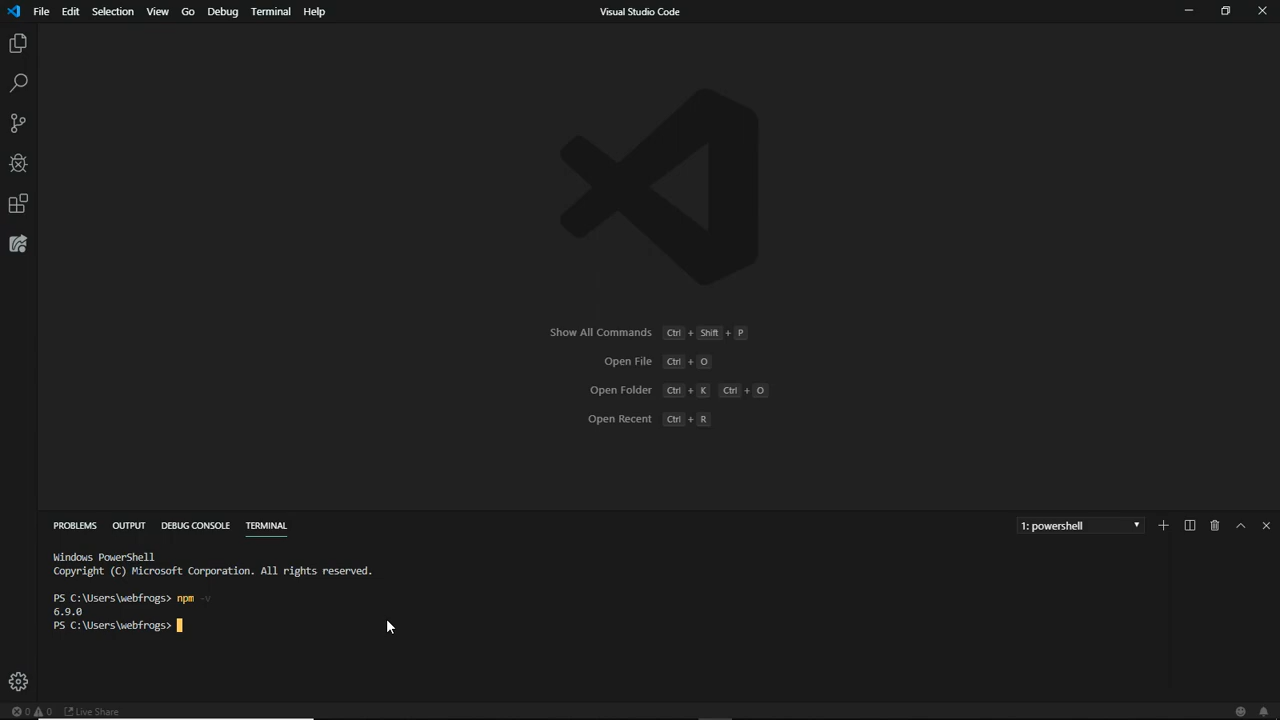 File Edit Selection View Go Debug Terminal Help
Visual Studio Code
Show All Commands Ctrl + Shift + P
Open File Ctrl + O
Open Folder Ctrl + K Ctrl + O
Open Recent Ctrl + R
PROBLEMS OUTPUT DEBUG CONSOLE TERMINAL
1: powershell
Windows PowerShell
Copyright (C) Microsoft Corporation. All rights reserved.
PS C:\Users\webfrogs> npm -v
6.9.0
PS C:\Users\webfrogs>
0 0 Live Share